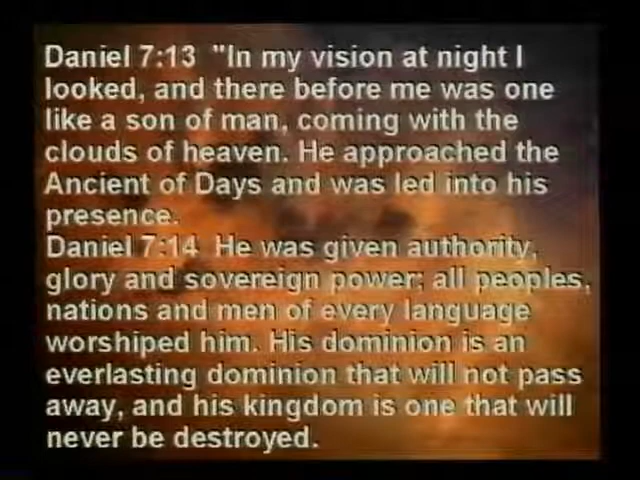 Daniel 7:13  "In my vision at night I
looked, and there before me was one
like a son of man, coming with the
clouds of heaven. He approached the
Ancient of Days and was led into his
presence.
Daniel 7:14  He was given authority,
glory and sovereign power; all peoples,
nations and men of every language
worshiped him. His dominion is an
everlasting dominion that will not pass
away, and his kingdom is one that will
never be destroyed.